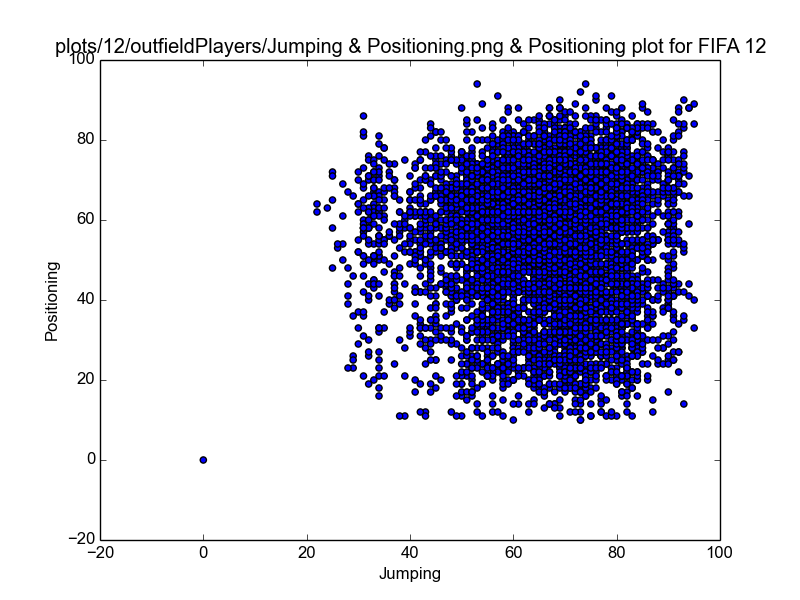 plots/12/outfieldPlayers/Jumping & Positioning.png & Positioning plot for FIFA 12
100
80
60
40
20
0
−20
Positioning
−20 0 20 40 60 80 100
Jumping